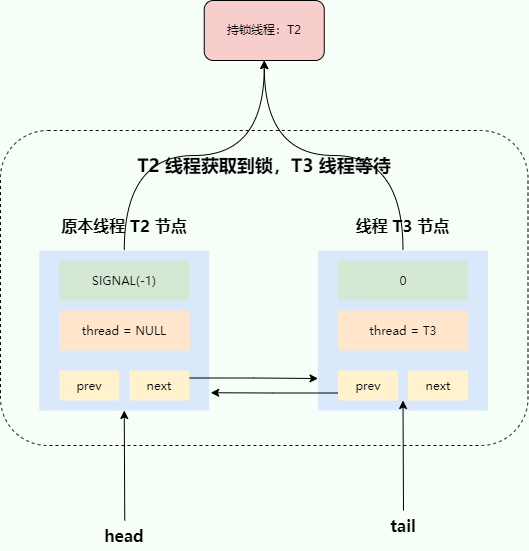 持锁线程：T2
T2 线程获取到锁，T3 线程等待
原本线程 T2 节点
线程 T3 节点
SIGNAL(-1)
0
thread = NULL
thread = T3
prev
next
prev
next
head
tail